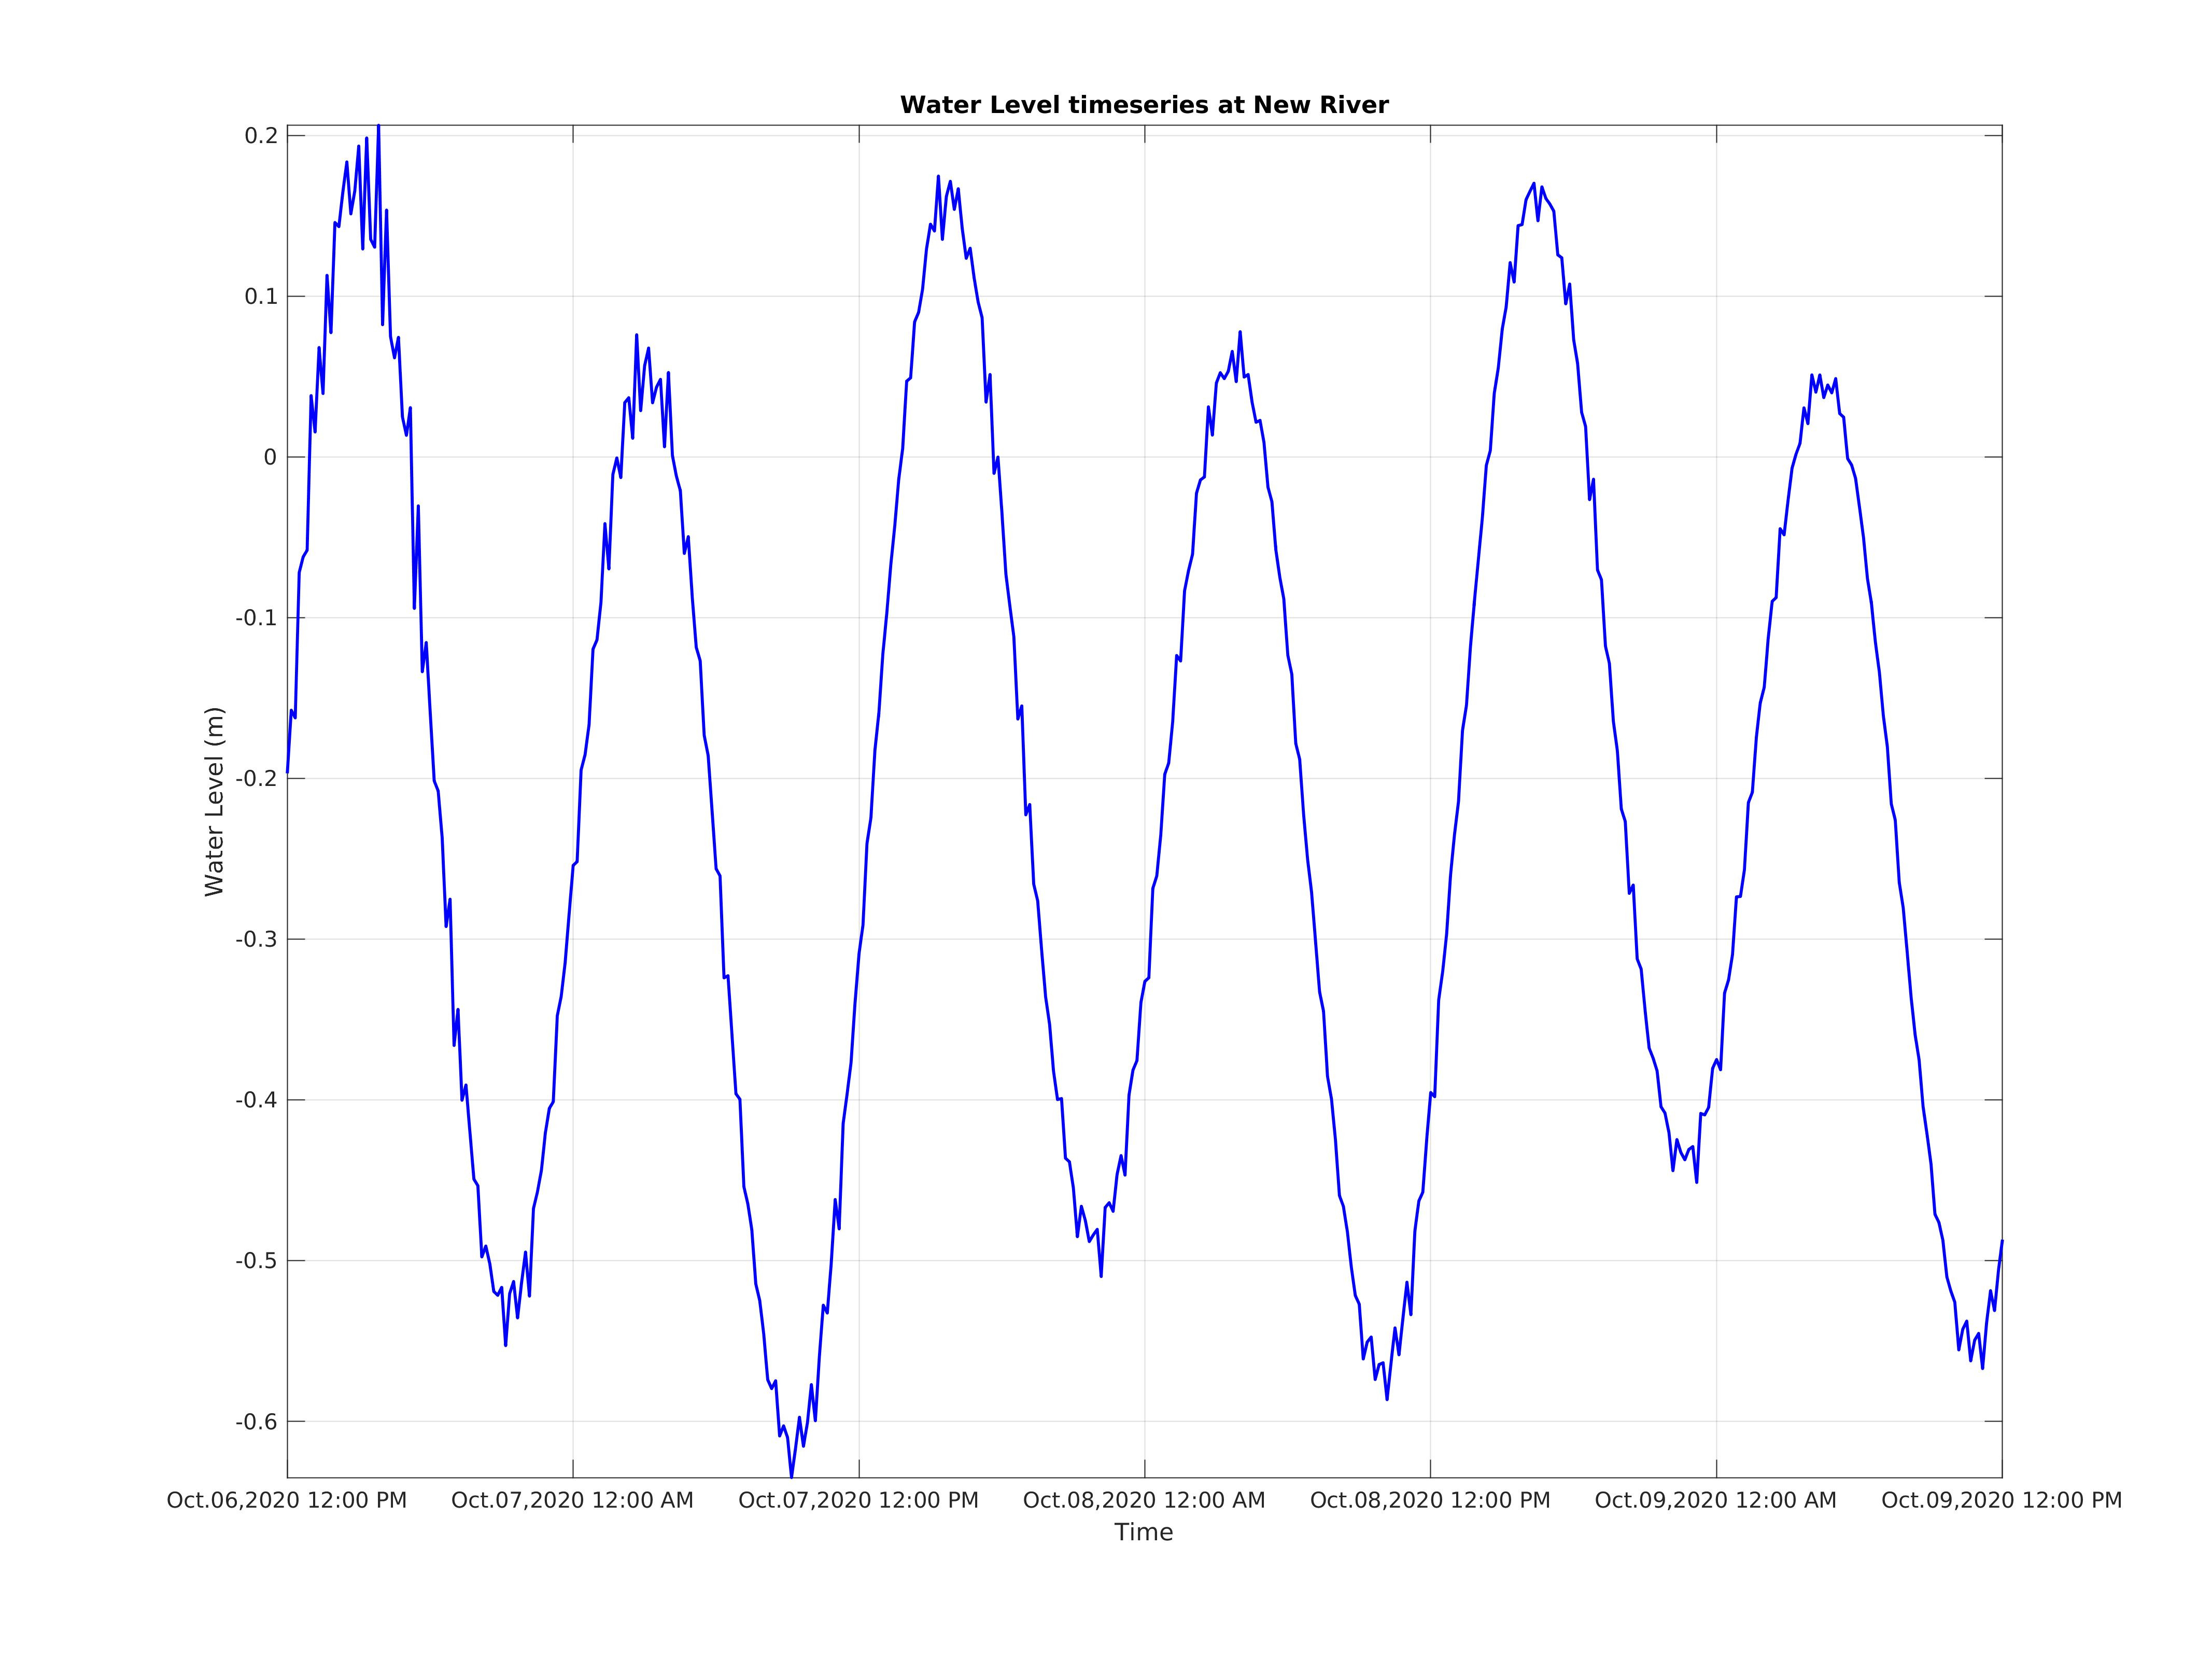 Water Level timeseries at New River
0.2
0.1
0
-0.1
-0.2
-0.3
-0.4
-0.5
-0.6
Water Level (m)
Oct.06,2020 12:00 PM
Oct.07,2020 12:00 AM
Oct.07,2020 12:00 PM
Oct.08,2020 12:00 AM
Oct.08,2020 12:00 PM
Oct.09,2020 12:00 AM
Oct.09,2020 12:00 PM
Time